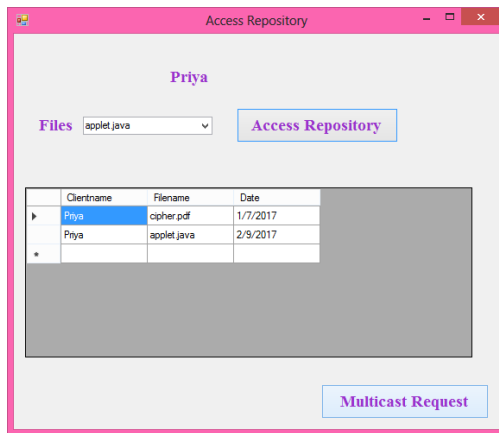 Access Repository
Priya
Files applet.java Access Repository
Clientname Filename Date
Priya cipher.pdf 1/7/2017
Priya applet.java 2/9/2017
Multicast Request